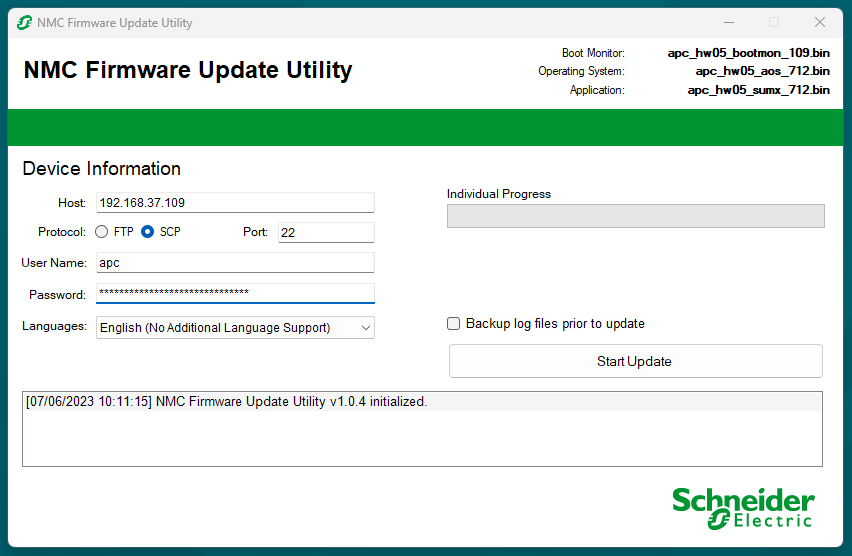 NMC Firmware Update Utility
NMC Firmware Update Utility
Boot Monitor: apc_hw05_bootmon_109.bin
Operating System: apc_hw05_aos_712.bin
Application: apc_hw05_sumx_712.bin
Device Information
Host: 192.168.37.109
Protocol: FTP SCP Port: 22
User Name: apc
Password: ******************************
Languages: English (No Additional Language Support)
Individual Progress
Backup log files prior to update
Start Update
[07/06/2023 10:11:15] NMC Firmware Update Utility v1.0.4 initialized.
Schneider
Electric